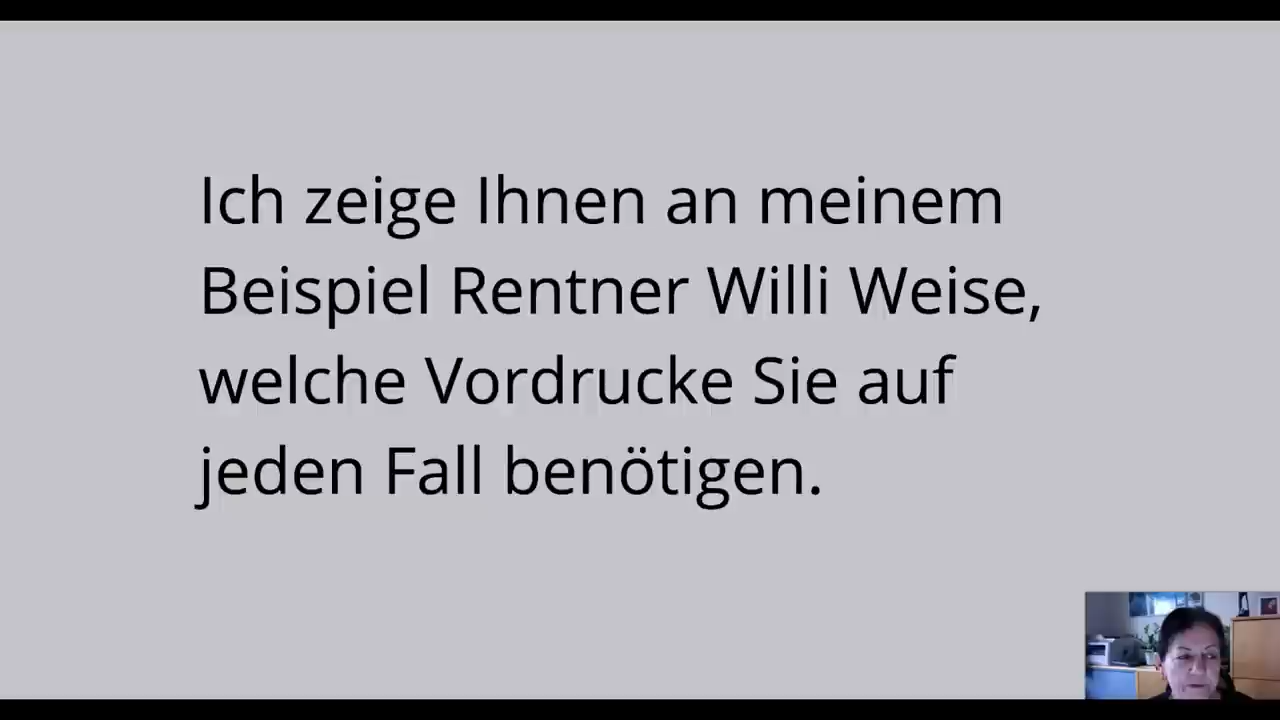 Ich zeige Ihnen an meinem
Beispiel Rentner Willi Weise,
welche Vordrucke Sie auf
jeden Fall benötigen.